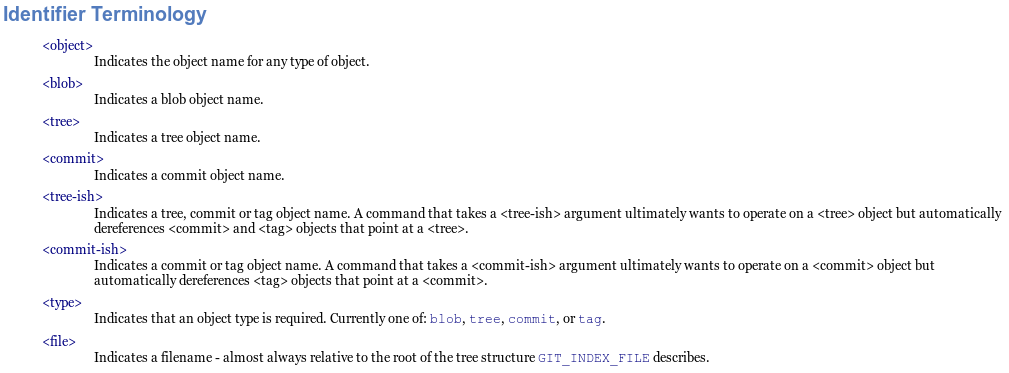 Identifier Terminology
<object>
Indicates the object name for any type of object.
<blob>
Indicates a blob object name.
<tree>
Indicates a tree object name.
<commit>
Indicates a commit object name.
<tree-ish>
Indicates a tree, commit or tag object name. A command that takes a <tree-ish> argument ultimately wants to operate on a <tree> object but automatically
dereferences <commit> and <tag> objects that point at a <tree>.
<commit-ish>
Indicates a commit or tag object name. A command that takes a <commit-ish> argument ultimately wants to operate on a <commit> object but
automatically dereferences <tag> objects that point at a <commit>.
<type>
Indicates that an object type is required. Currently one of: blob, tree, commit, or tag.
<file>
Indicates a filename - almost always relative to the root of the tree structure GIT_INDEX_FILE describes.